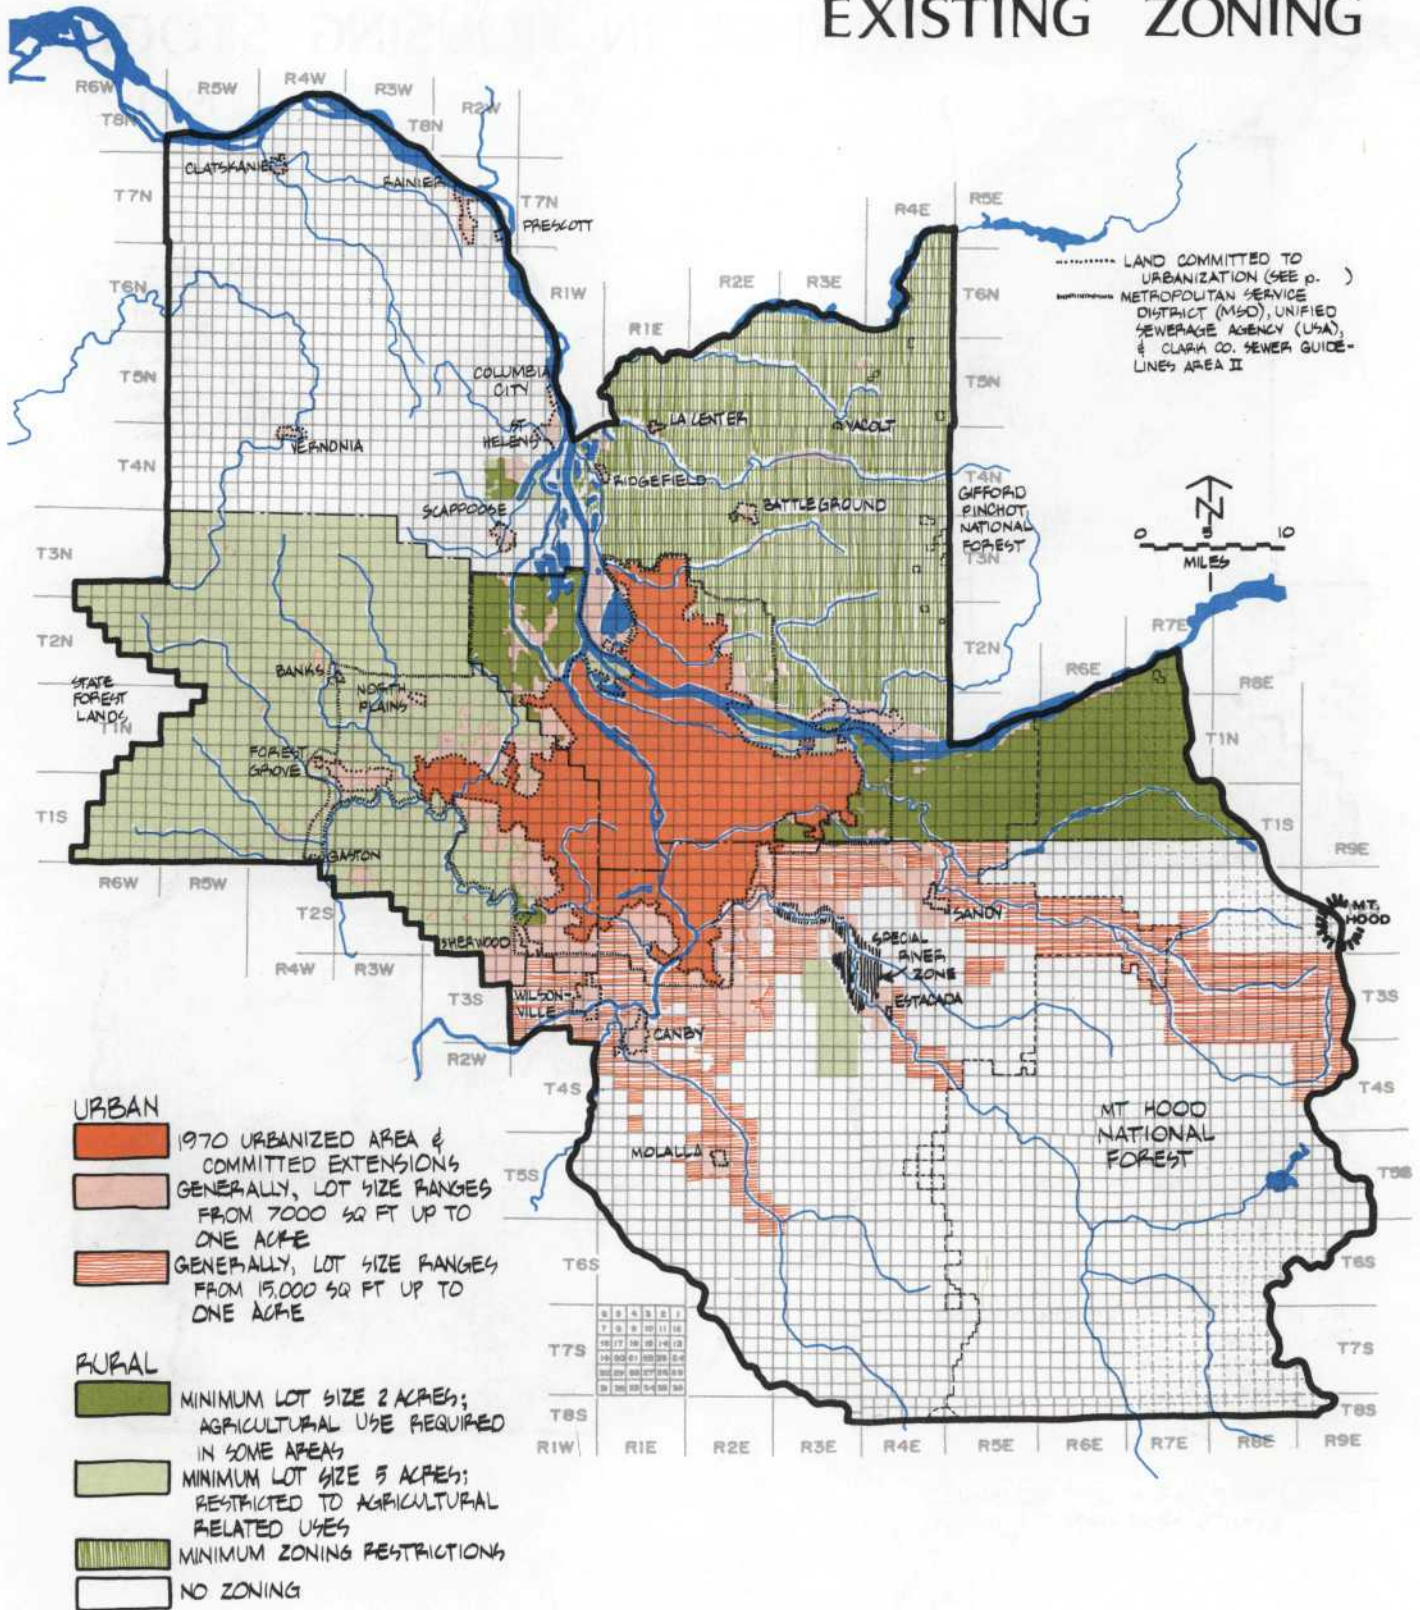 EXISTING ZONING
R6W
R5W
R4W
R3W
R2W
T8N
T8N
CLATSKANIE
RAINIER
T7N
T7N
PRESCOTT
R5E
R4E
LAND COMMITTED TO
URBANIZATION (SEE p. )
METROPOLITAN SERVICE
DISTRICT (MSD), UNIFIED
SEWERAGE AGENCY (USA),
& CLARK CO. SEWER GUIDE-
LINES AREA II
T6N
R1W
R2E
R3E
T6N
R1E
T5N
COLUMBIA
CITY
T5N
ST
HELENS
LA CENTER
YACOLT
VERNONIA
T4N
RIDGEFIELD
T4N
GIFFORD
PINCHOT
NATIONAL
FOREST
SCAPPOOSE
BATTLEGROUND
N
0 5 10
MILES
T3N
T3N
T2N
T2N
R7E
R6E
R8E
BANKS
NORTH
PLAINS
STATE
FOREST
LANDS
T1N
T1N
FOREST
GROVE
T1S
T1S
GASTON
R9E
R6W
R5W
MT.
HOOD
T2S
SANDY
SHERWOOD
SPECIAL
RIVER
ZONE
R4W
R3W
T3S
WILSON-
VILLE
ESTACADA
T3S
CANBY
R2W
T4S
T4S
MT HOOD
NATIONAL
FOREST
MOLALLA
T5S
T5S
URBAN
1970 URBANIZED AREA &
COMMITTED EXTENSIONS
GENERALLY, LOT SIZE RANGES
FROM 7000 SQ FT UP TO
ONE ACRE
GENERALLY, LOT SIZE RANGES
FROM 15,000 SQ FT UP TO
ONE ACRE
T6S
T6S
T7S
T7S
T8S
T8S
R1W
R1E
R2E
R3E
R4E
R5E
R6E
R7E
R8E
R9E
RURAL
MINIMUM LOT SIZE 2 ACRES;
AGRICULTURAL USE REQUIRED
IN SOME AREAS
MINIMUM LOT SIZE 5 ACRES;
RESTRICTED TO AGRICULTURAL
RELATED USES
MINIMUM ZONING RESTRICTIONS
NO ZONING